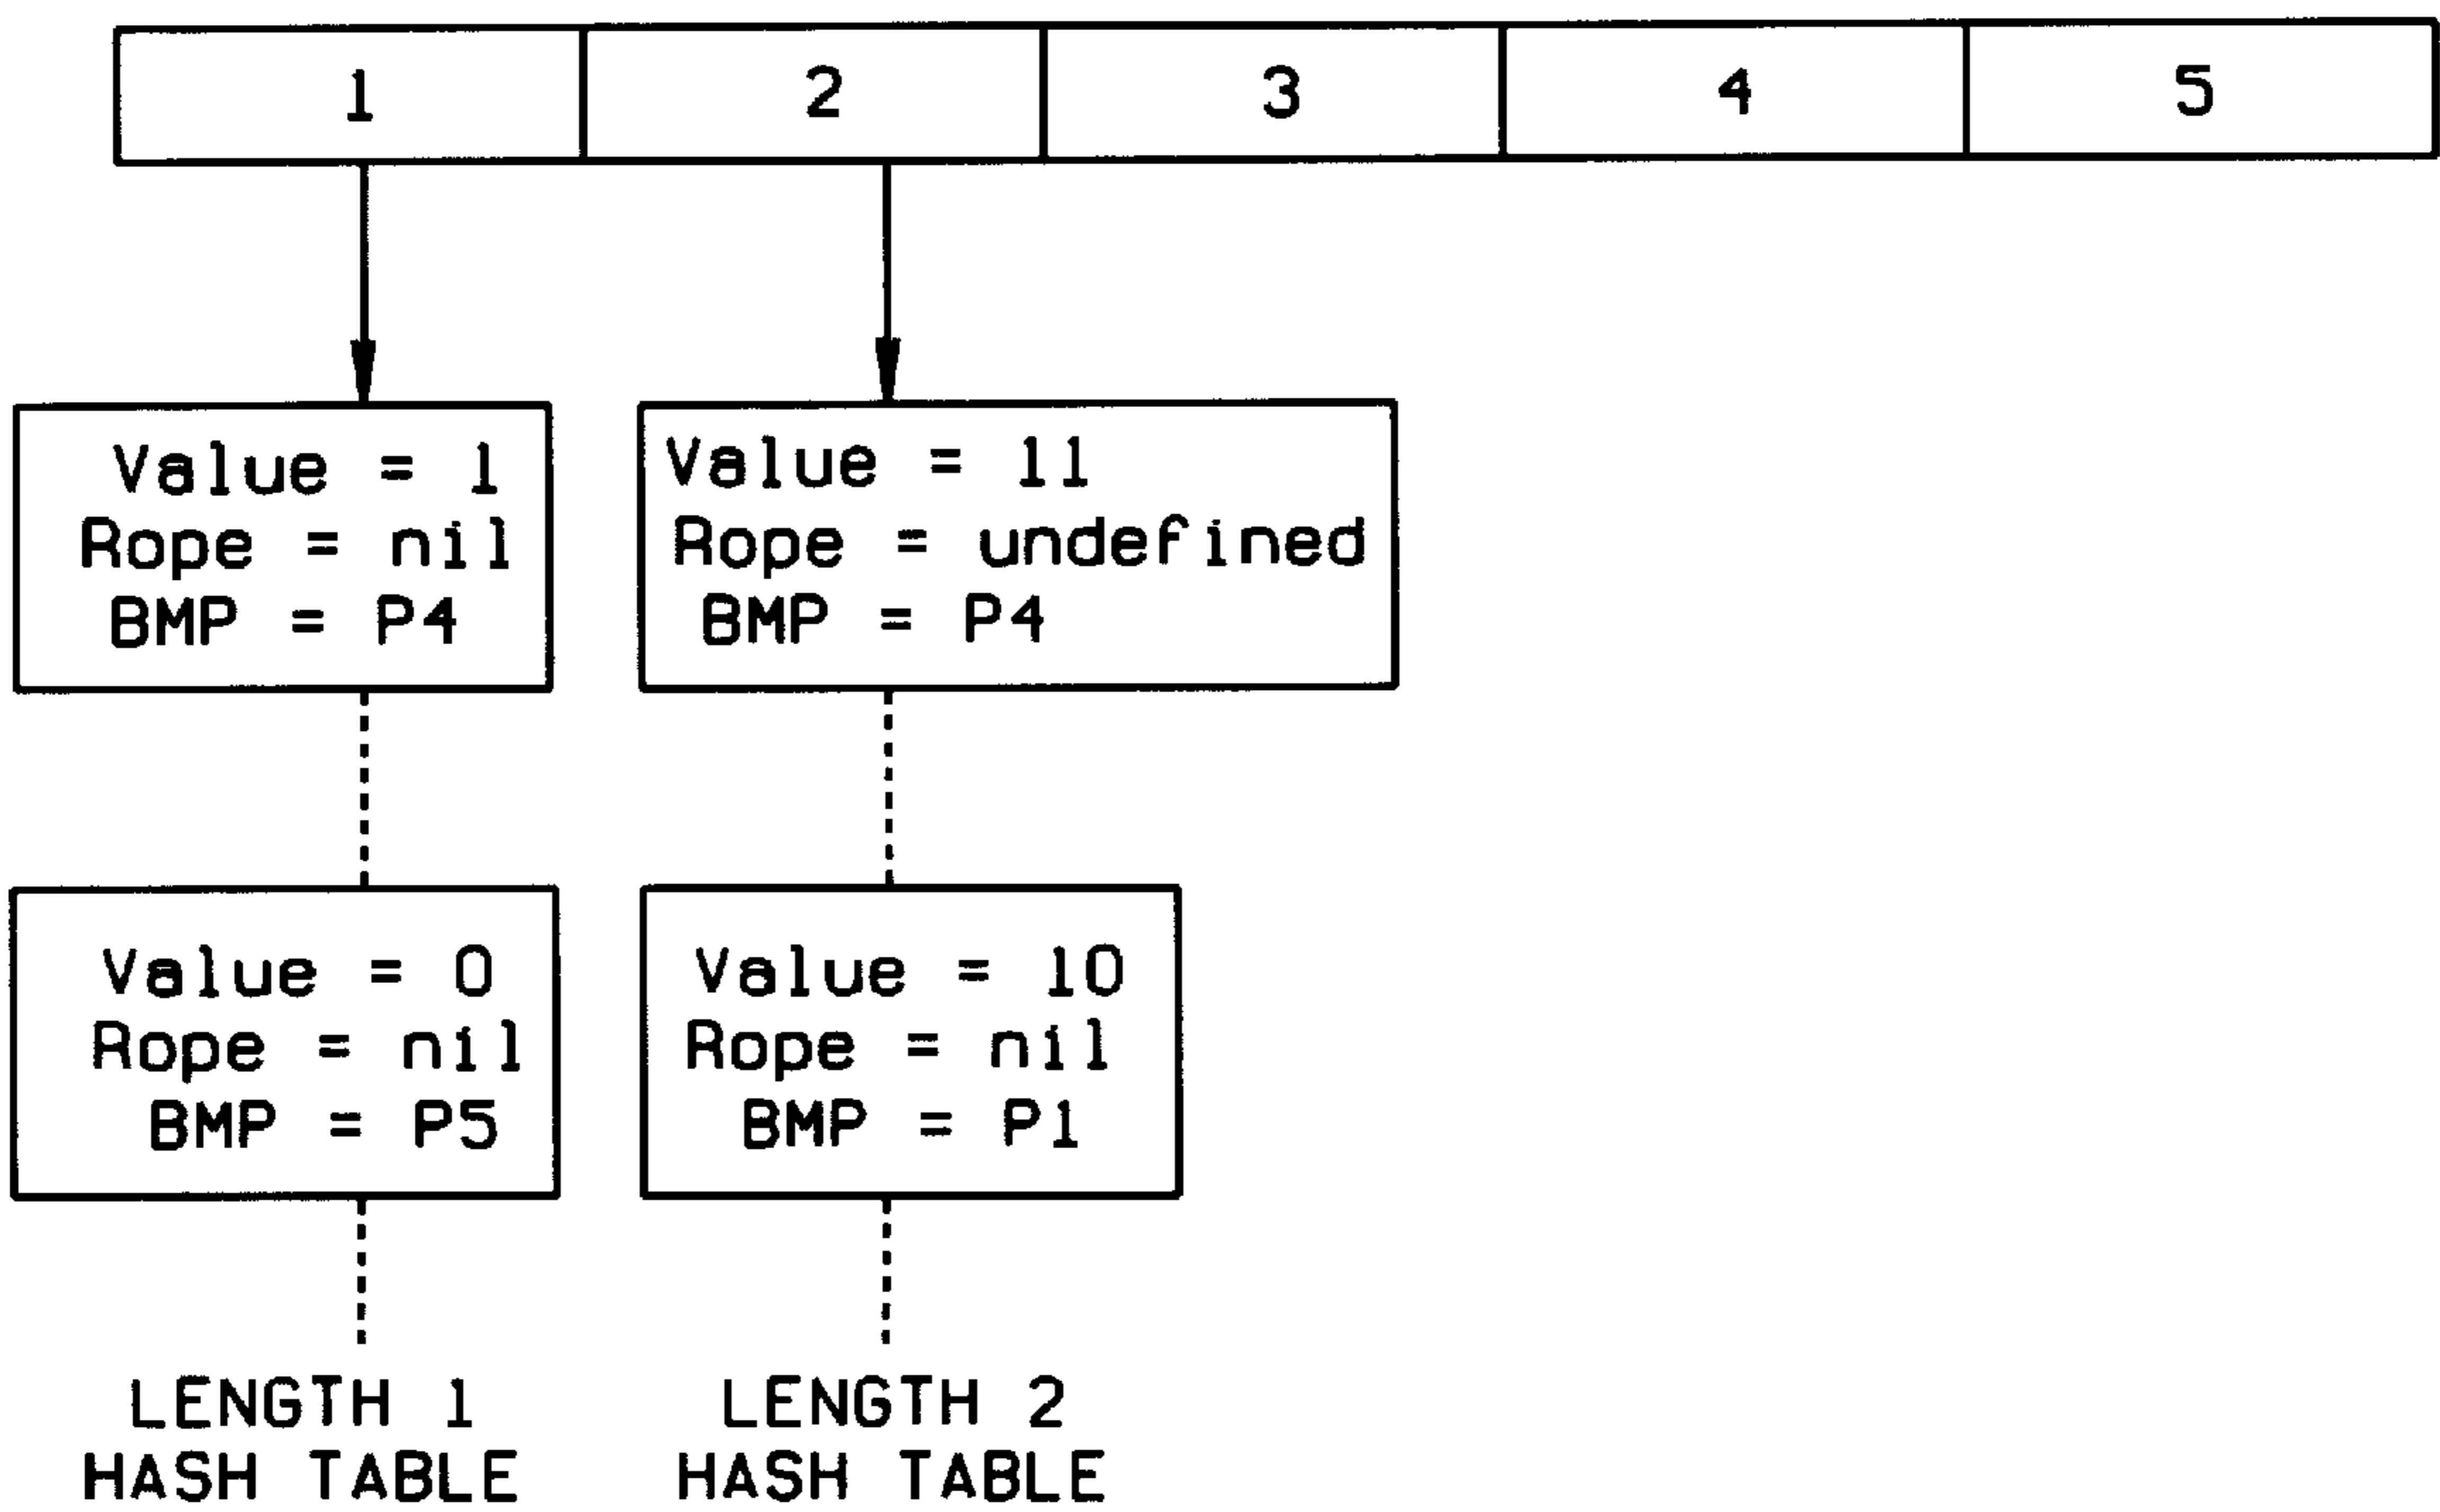 1 2 3 4 5
Value = 1
Rope = nil
BMP = P4
Value = 11
Rope = undefined
BMP = P4
Value = 0
Rope = nil
BMP = P5
Value = 10
Rope = nil
BMP = P1
LENGTH 1
HASH TABLE
LENGTH 2
HASH TABLE